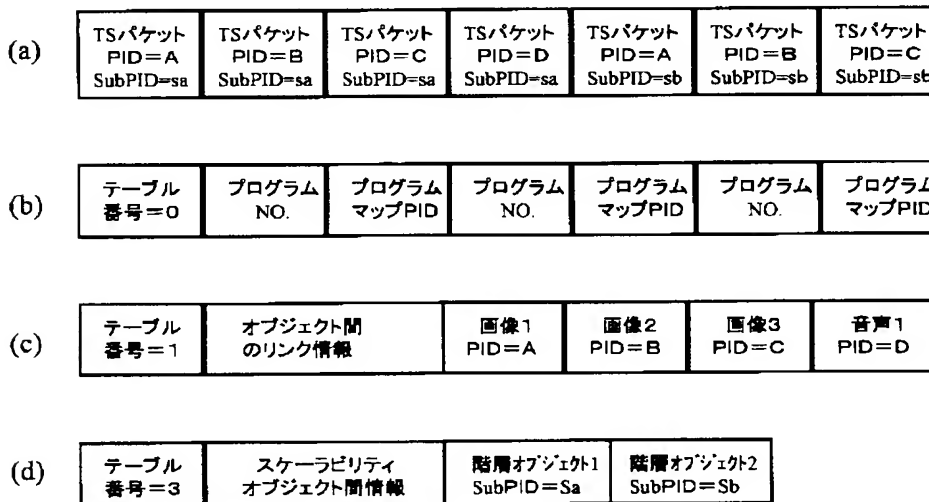 (a)
TSパケット TSパケット TSパケット TSパケット TSパケット TSパケット TSパケット
PID=A PID=B PID=C PID=D PID=A PID=B PID=C
SubPID=sa SubPID=sa SubPID=sa SubPID=sa SubPID=sb SubPID=sb SubPID=sb
(b)
テーブル プログラム プログラム プログラム プログラム プログラム プログラム
番号=0 NO. マップPID NO. マップPID NO. マップPID
(c)
テーブル オブジェクト間 画像1 画像2 画像3 音声1
番号=1 のリンク情報 PID=A PID=B PID=C PID=D
(d)
テーブル スケーラビリティ 階層オブジェクト1 階層オブジェクト2
番号=3 オブジェクト間情報 SubPID=Sa SubPID=Sb